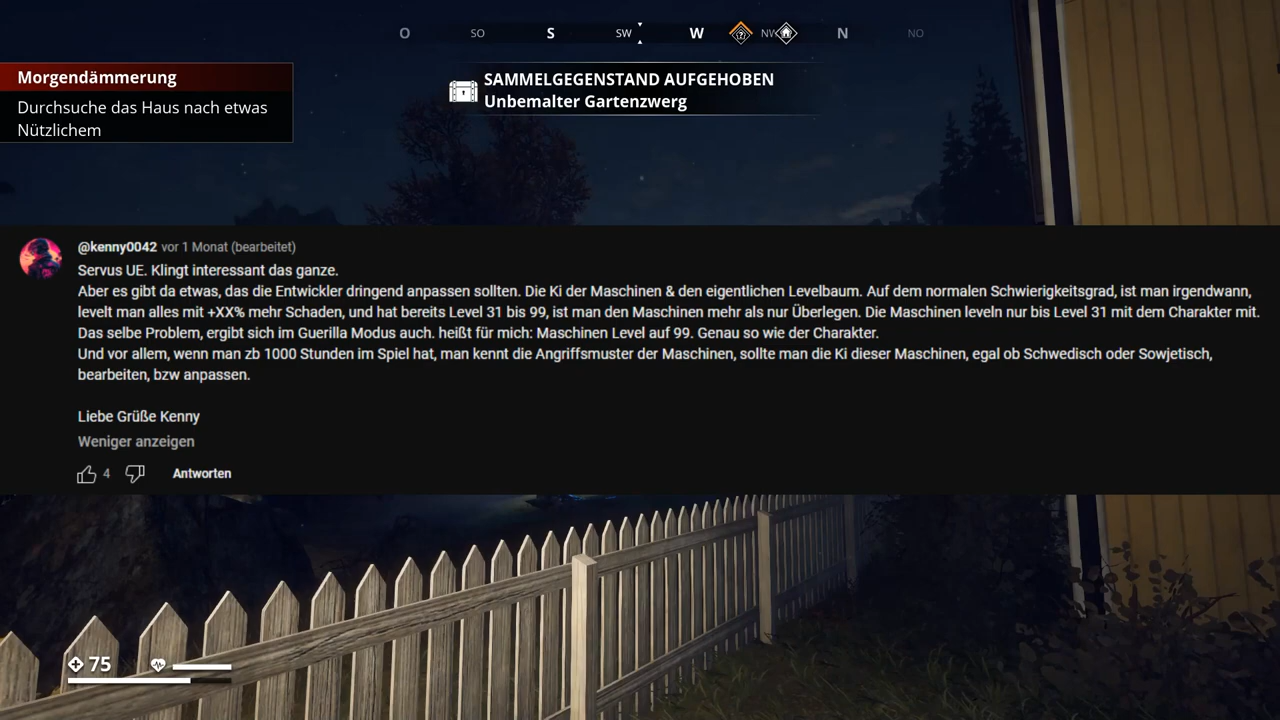 O SO S SW W NW N NO
SAMMELGEGENSTAND AUFGEHOBEN
Unbemalter Gartenzwerg
Morgendämmerung
Durchsuche das Haus nach etwas
Nützlichem
@kenny0042 vor 1 Monat (bearbeitet)
Servus UE. Klingt interessant das ganze.
Aber es gibt da etwas, das die Entwickler dringend anpassen sollten. Die Ki der Maschinen & den eigentlichen Levelbaum. Auf dem normalen Schwierigkeitsgrad, ist man irgendwann,
levelt man alles mit +XX% mehr Schaden, und hat bereits Level 31 bis 99, ist man den Maschinen mehr als nur Überlegen. Die Maschinen leveln nur bis Level 31 mit dem Charakter mit.
Das selbe Problem, ergibt sich im Guerilla Modus auch. heißt für mich: Maschinen Level auf 99. Genau so wie der Charakter.
Und vor allem, wenn man zb 1000 Stunden im Spiel hat, man kennt die Angriffsmuster der Maschinen, sollte man die Ki dieser Maschinen, egal ob Schwedisch oder Sowjetisch,
bearbeiten, bzw anpassen.
Liebe Grüße Kenny
Weniger anzeigen
4 Antworten
75